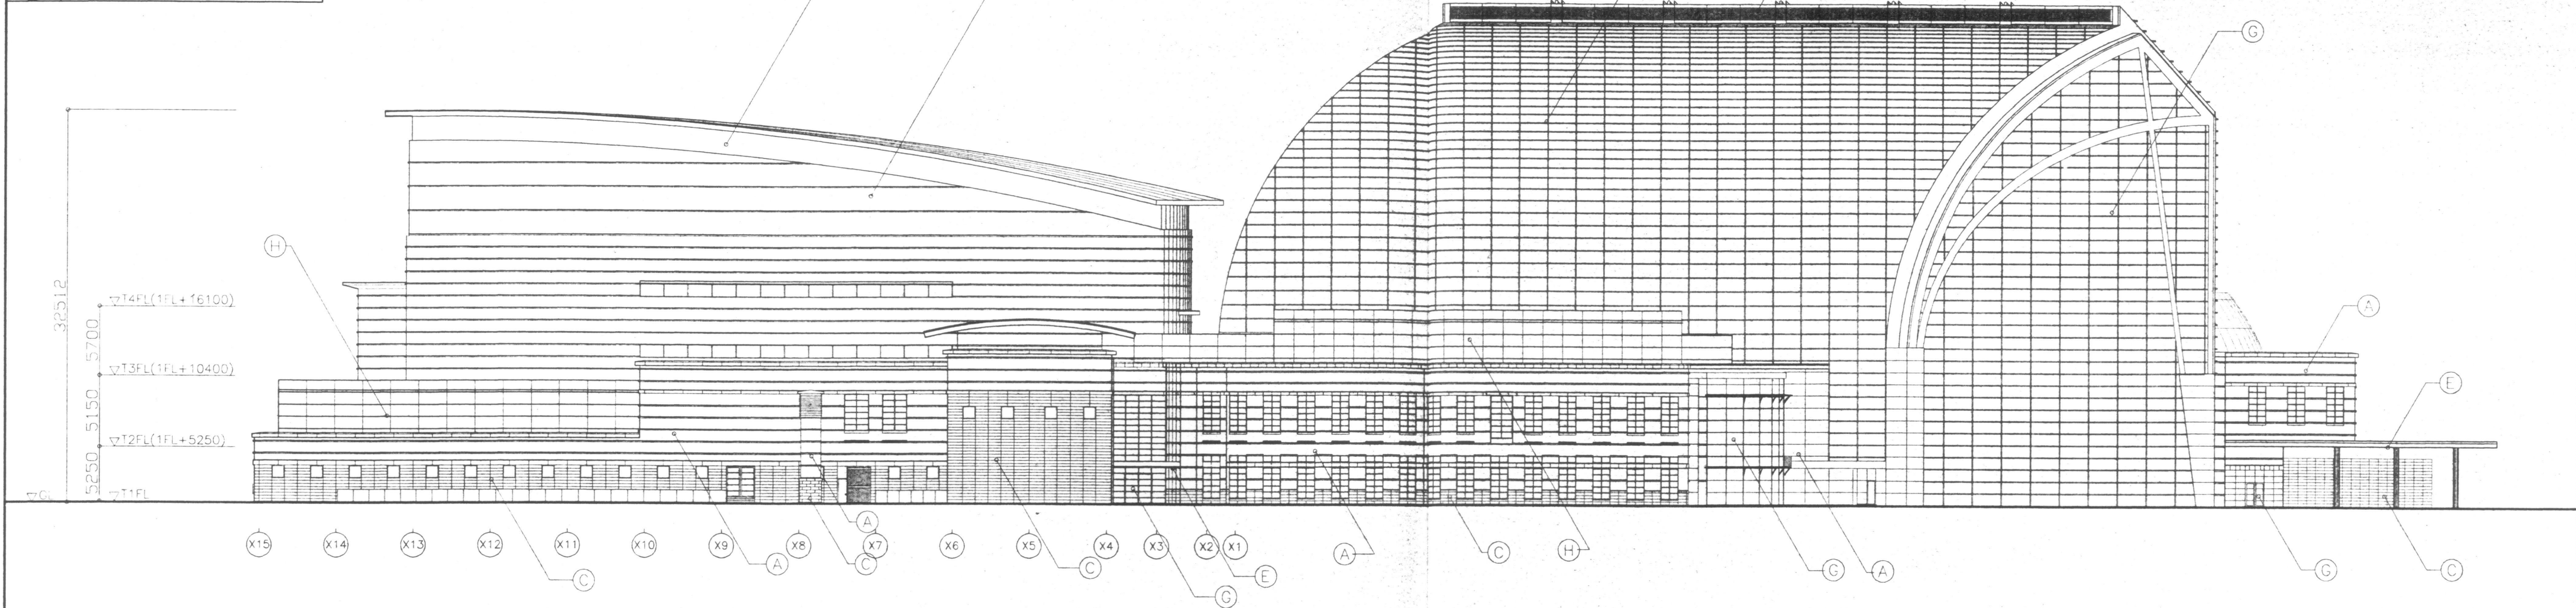 G
H
A
32512
▽T4FL(1FL+16100)
5700
▽T3FL(1FL+10400)
E
5150
▽T2FL(1FL+5250)
5250
▽GL
▽T1FL
A
X15 X14 X13 X12 X11 X10 X9 X8 X7 X6 X5 X4 X3 X2 X1
A C H
C A C C E G G A G C